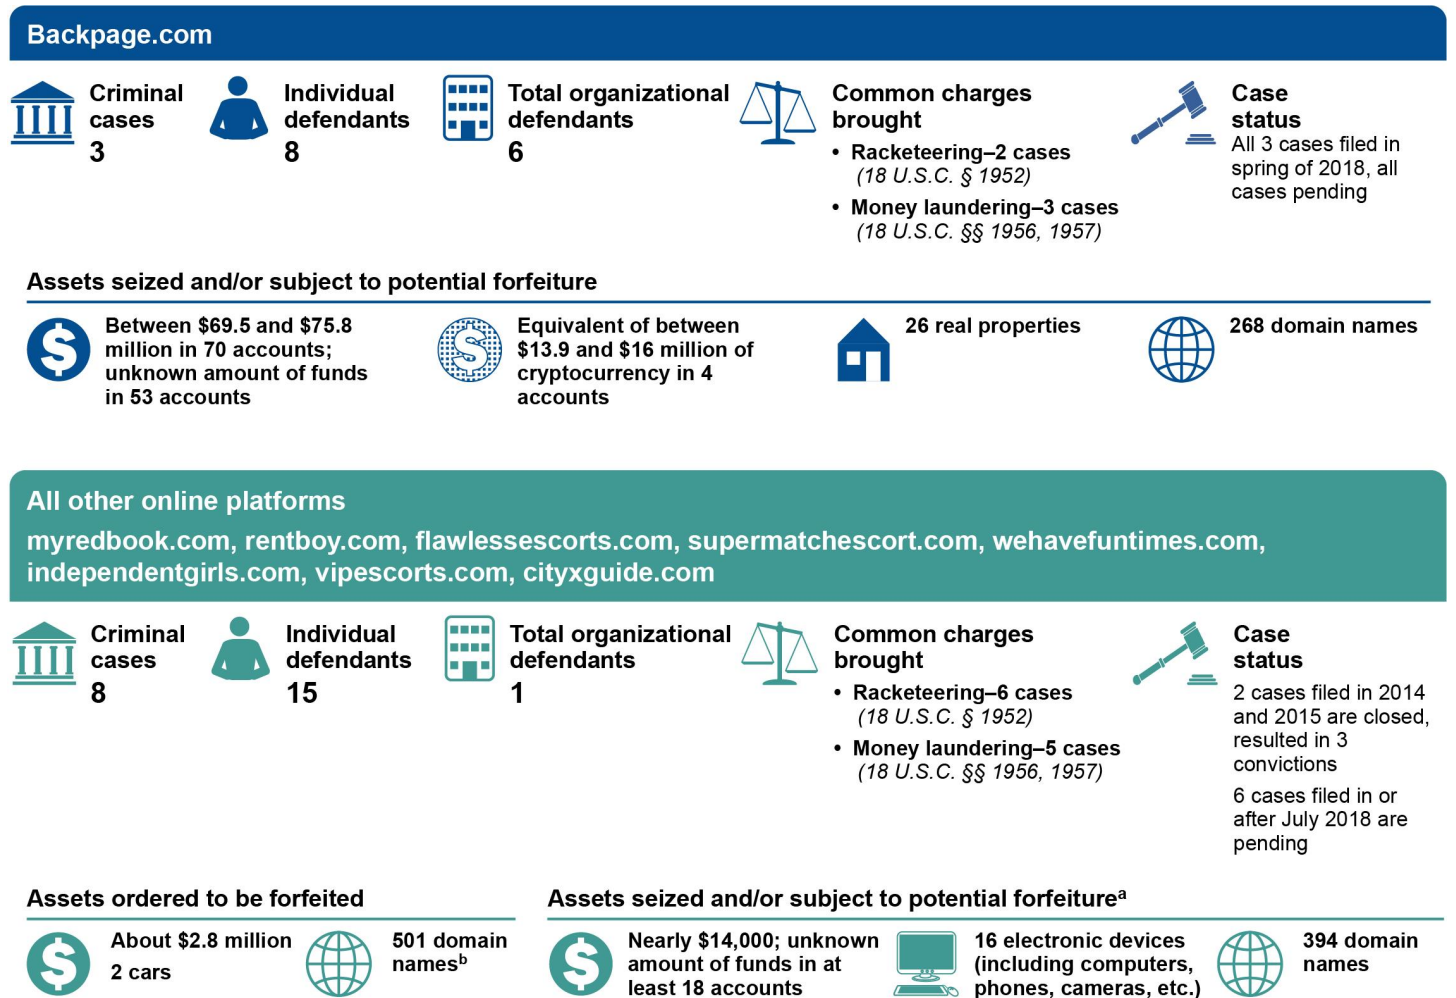 Backpage.com
Criminal
cases
3
Individual
defendants
8
Total organizational
defendants
6
Common charges
brought
• Racketeering–2 cases
(18 U.S.C. § 1952)
• Money laundering–3 cases
(18 U.S.C. §§ 1956, 1957)
Case
status
All 3 cases filed in
spring of 2018, all
cases pending
Assets seized and/or subject to potential forfeiture
$
Between $69.5 and $75.8
million in 70 accounts;
unknown amount of funds
in 53 accounts
$
Equivalent of between
$13.9 and $16 million of
cryptocurrency in 4
accounts
26 real properties
268 domain names
All other online platforms
myredbook.com, rentboy.com, flawlessescorts.com, supermatchescort.com, wehavefuntimes.com,
independentgirls.com, vipescorts.com, cityxguide.com
Criminal
cases
8
Individual
defendants
15
Total organizational
defendants
1
Common charges
brought
• Racketeering–6 cases
(18 U.S.C. § 1952)
• Money laundering–5 cases
(18 U.S.C. §§ 1956, 1957)
Case
status
2 cases filed in 2014
and 2015 are closed,
resulted in 3
convictions
6 cases filed in or
after July 2018 are
pending
Assets ordered to be forfeited
$
About $2.8 million
2 cars
501 domain
namesᵇ
Assets seized and/or subject to potential forfeitureᵃ
$
Nearly $14,000; unknown
amount of funds in at
least 18 accounts
16 electronic devices
(including computers,
phones, cameras, etc.)
394 domain
names